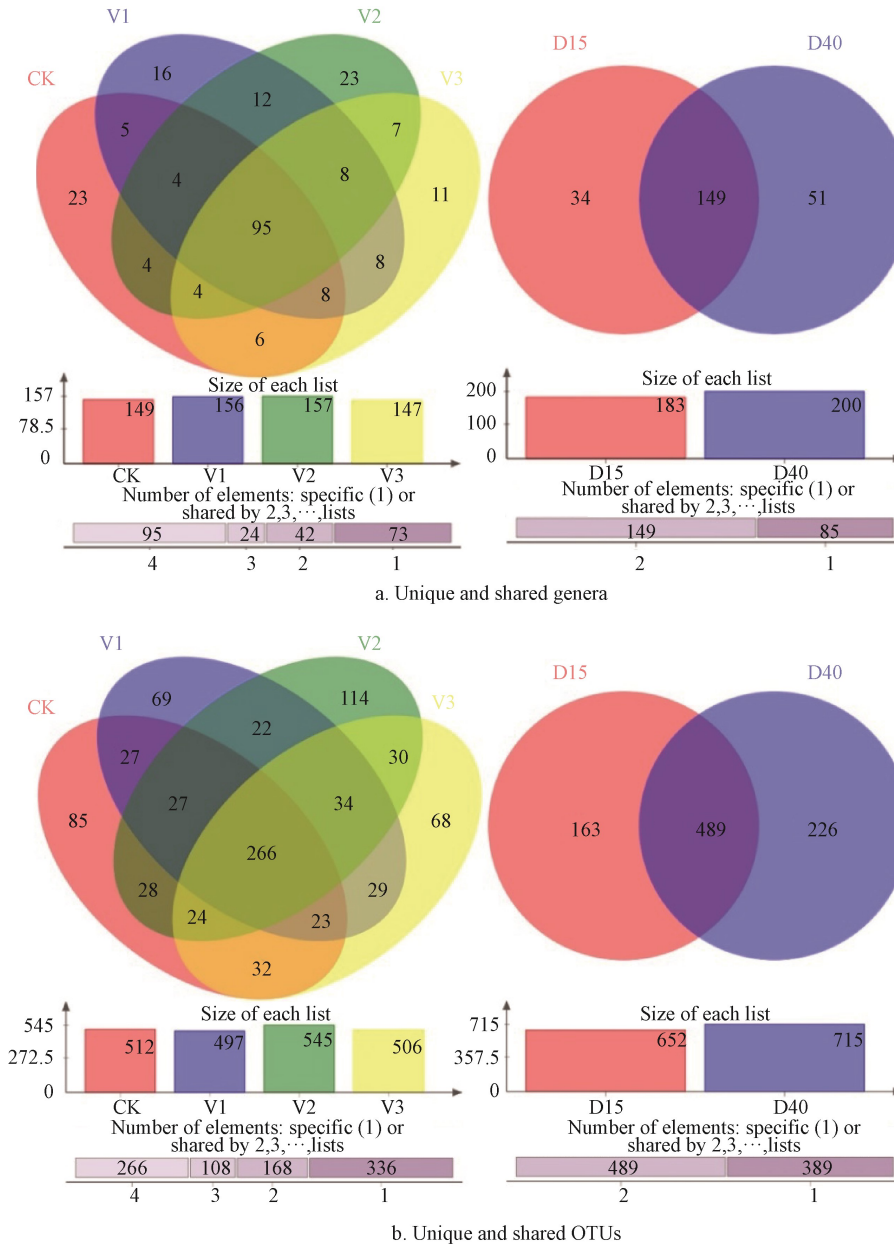 V1
V2
CK
V3
16
23
12
5
7
4
8
23
11
95
4
8
4
8
6
D15
D40
34
149
51
Size of each list
157
78.5
0
149
156
157
147
CK
V1
V2
V3
Number of elements: specific (1) or
shared by 2,3,···,lists
95
24
42
73
4
3
2
1
Size of each list
200
100
0
183
200
D15
D40
Number of elements: specific (1) or
shared by 2,3,···,lists
149
85
2
1
a. Unique and shared genera
V1
V2
CK
V3
69
114
22
27
30
27
34
85
68
266
28
29
24
23
32
D15
D40
163
489
226
Size of each list
545
272.5
0
512
497
545
506
CK
V1
V2
V3
Number of elements: specific (1) or
shared by 2,3,···,lists
266
108
168
336
4
3
2
1
Size of each list
715
357.5
0
652
715
D15
D40
Number of elements: specific (1) or
shared by 2,3,···,lists
489
389
2
1
b. Unique and shared OTUs